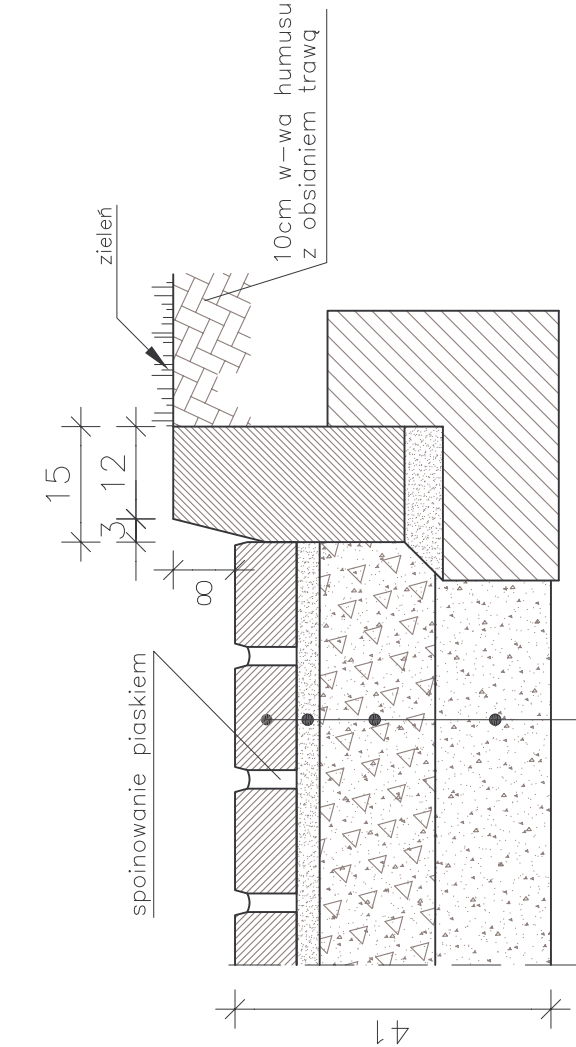 10cm w-wa humusu
z obsianiem trawą
zieleń
15
3
12
8
spoinowanie piaskiem
41